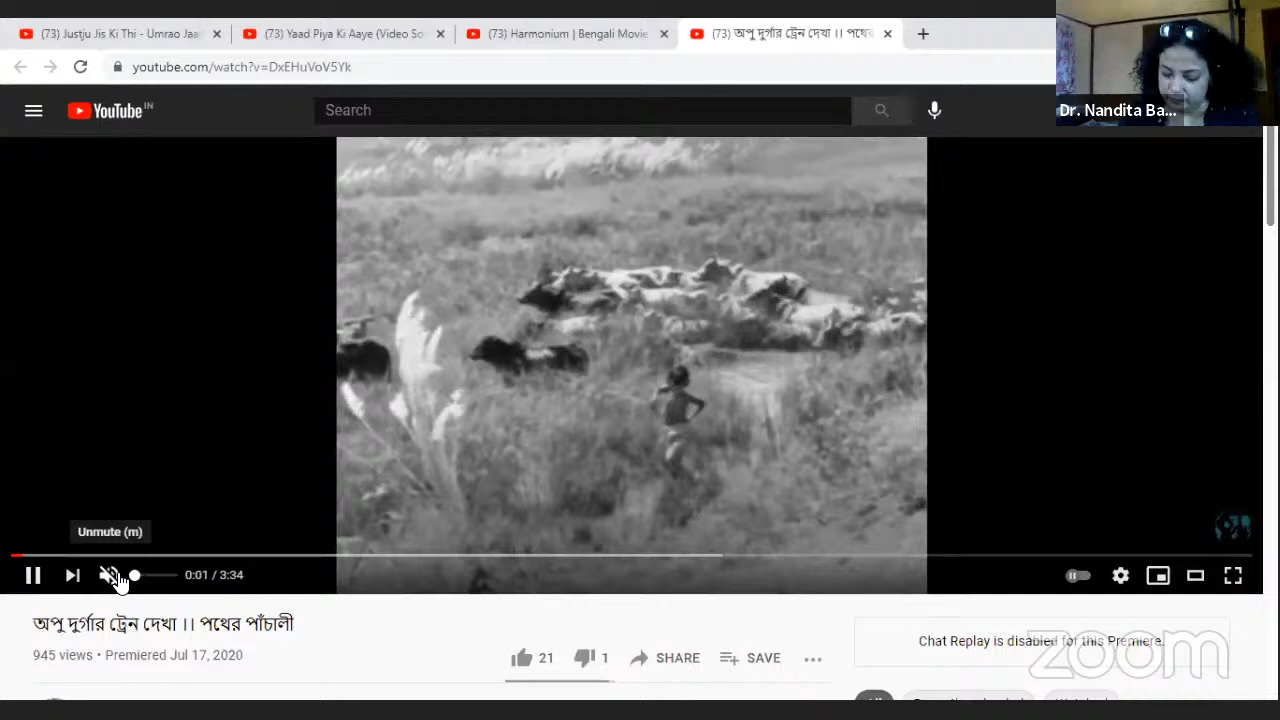 (73) Justju Jis Ki Thi - Umrao Jaa
(73) Yaad Piya Ki Aaye (Video So
(73) Harmonium | Bengali Movie
(73) অপু দুর্গার ট্রেন দেখা ।। পথের
youtube.com/watch?v=DxEHuVoV5Yk
YouTube IN
Search
Dr. Nandita Ba...
Unmute (m)
0:01 / 3:34
অপু দুর্গার ট্রেন দেখা ।। পথের পাঁচালী
945 views • Premiered Jul 17, 2020
21
1
SHARE
SAVE
Chat Replay is disabled for this Premiere.
zoom